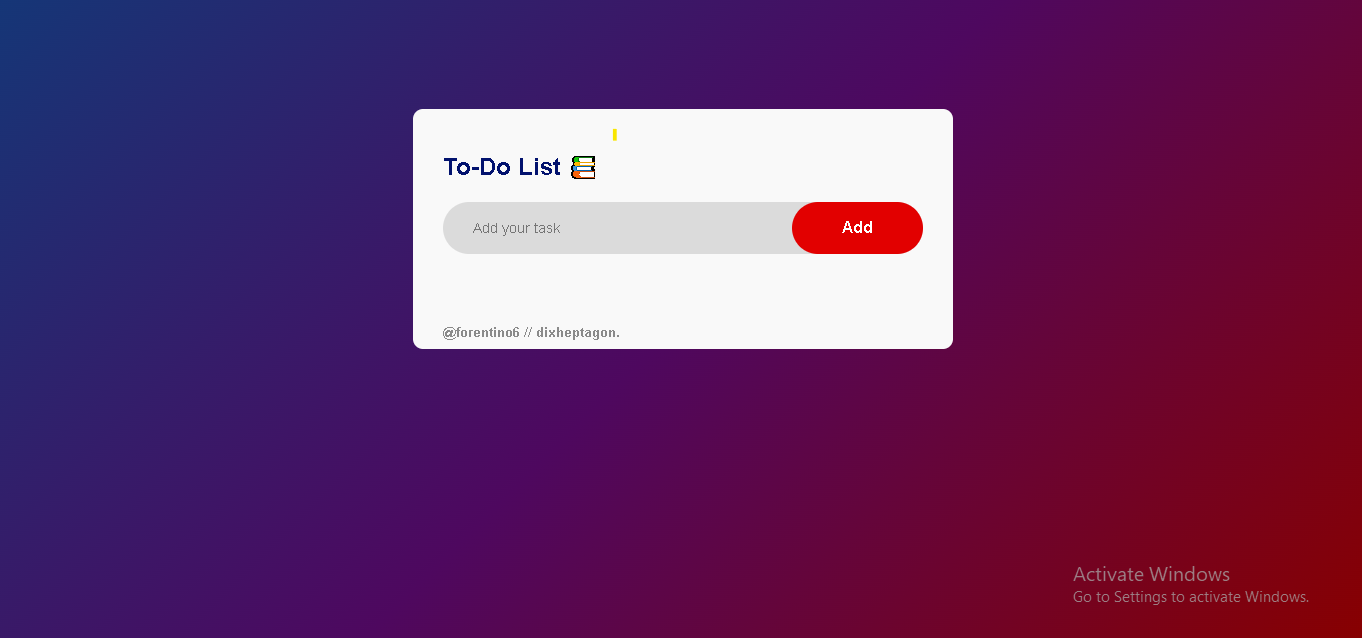 To-Do List
Add your task
Add
@forentino6 // dixheptagon.
Activate Windows
Go to Settings to activate Windows.